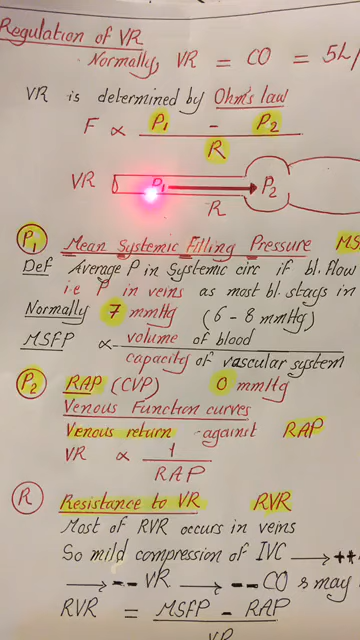 Regulation of VR
Normally, VR = CO = 5L/
VR is determined by Ohm's law
F ∝ P1 - P2
R
VR P1 P2
R
P1 Mean Systemic Filling Pressure MS
Def Average P in Systemic circ if bl. flow
i.e P in veins as most bl. stays in
Normally 7 mmHg (6 - 8 mmHg)
MSFP ∝ volume of blood
capacity of vascular system
P2 RAP (CVP) 0 mmHg
Venous Function curves
Venous return against RAP
VR ∝ 1
RAP
R Resistance to VR RVR
Most of RVR occurs in veins
So mild compression of IVC → ++
→ -- VR → -- CO & may
RVR = MSFP - RAP
VR